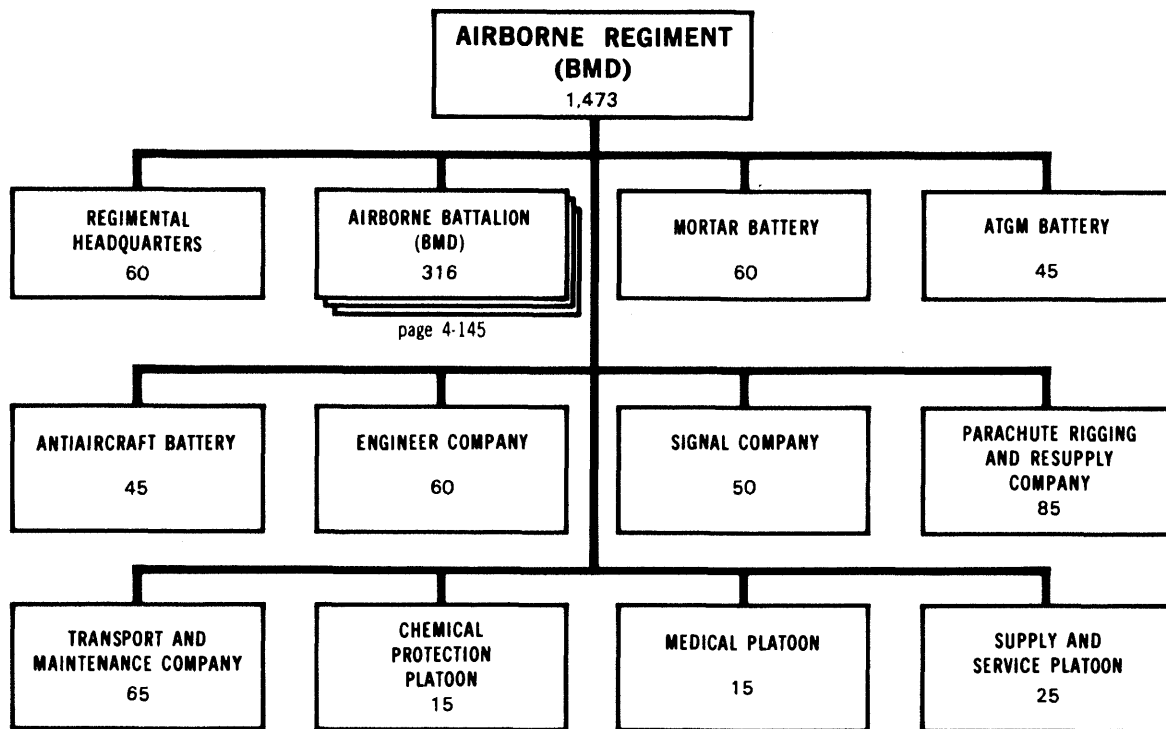 AIRBORNE REGIMENT
(BMD)
1,473
REGIMENTAL
HEADQUARTERS
60
AIRBORNE BATTALION
(BMD)
316
page 4-145
MORTAR BATTERY
60
ATGM BATTERY
45
ANTIAIRCRAFT BATTERY
45
ENGINEER COMPANY
60
SIGNAL COMPANY
50
PARACHUTE RIGGING
AND RESUPPLY
COMPANY
85
TRANSPORT AND
MAINTENANCE COMPANY
65
CHEMICAL
PROTECTION
PLATOON
15
MEDICAL PLATOON
15
SUPPLY AND
SERVICE PLATOON
25